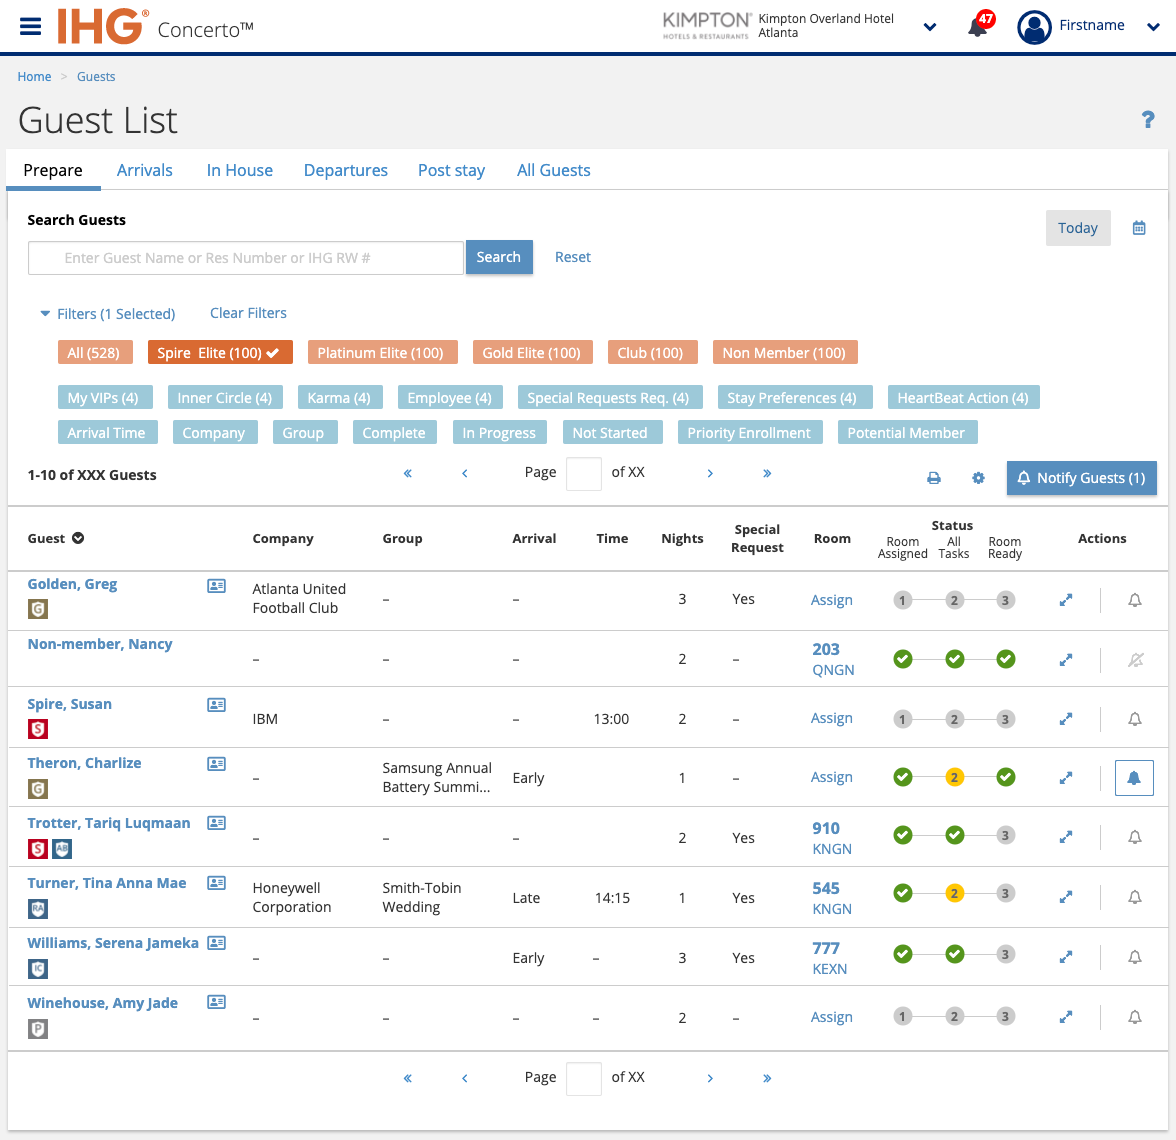 IHG® Concerto™
KIMPTON®
HOTELS & RESTAURANTS
Kimpton Overland Hotel
Atlanta
47
Firstname
Home > Guests
Guest List
?
Prepare Arrivals In House Departures Post stay All Guests
Search Guests
Today
Enter Guest Name or Res Number or IHG RW # Search Reset
Filters (1 Selected) Clear Filters
All (528) Spire Elite (100) Platinum Elite (100) Gold Elite (100) Club (100) Non Member (100)
My VIPs (4) Inner Circle (4) Karma (4) Employee (4) Special Requests Req. (4) Stay Preferences (4) HeartBeat Action (4)
Arrival Time Company Group Complete In Progress Not Started Priority Enrollment Potential Member
1-10 of XXX Guests « ‹ Page of XX › » Notify Guests (1)
Guest Company Group Arrival Time Nights Special Request Room Status Room Assigned All Tasks Room Ready Actions
Golden, Greg
G
Atlanta United
Football Club
– – 3 Yes Assign 1 2 3
Non-member, Nancy
– – – 2 – 203
QNGN
Spire, Susan
S
IBM – – 13:00 2 – Assign 1 2 3
Theron, Charlize
G
– Samsung Annual
Battery Summi...
Early 1 – Assign 2
Trotter, Tariq Luqmaan
S AB
– – – 2 Yes 910
KNGN
3
Turner, Tina Anna Mae
RA
Honeywell
Corporation
Smith-Tobin
Wedding
Late 14:15 1 Yes 545
KNGN
2 3
Williams, Serena Jameka
IC
– – Early – 3 Yes 777
KEXN
3
Winehouse, Amy Jade
P
– – – – 2 – Assign 1 2 3
« ‹ Page of XX › »